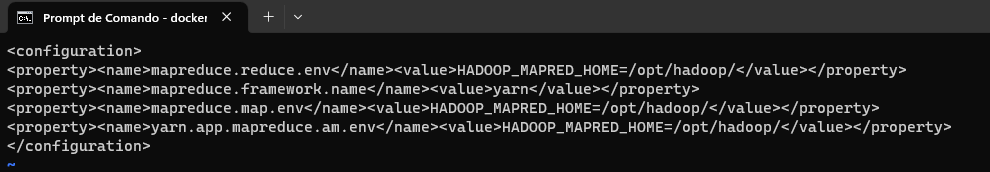 Prompt de Comando - docker
<configuration>
<property><name>mapreduce.reduce.env</name><value>HADOOP_MAPRED_HOME=/opt/hadoop/</value></property>
<property><name>mapreduce.framework.name</name><value>yarn</value></property>
<property><name>mapreduce.map.env</name><value>HADOOP_MAPRED_HOME=/opt/hadoop/</value></property>
<property><name>yarn.app.mapreduce.am.env</name><value>HADOOP_MAPRED_HOME=/opt/hadoop/</value></property>
</configuration>
~